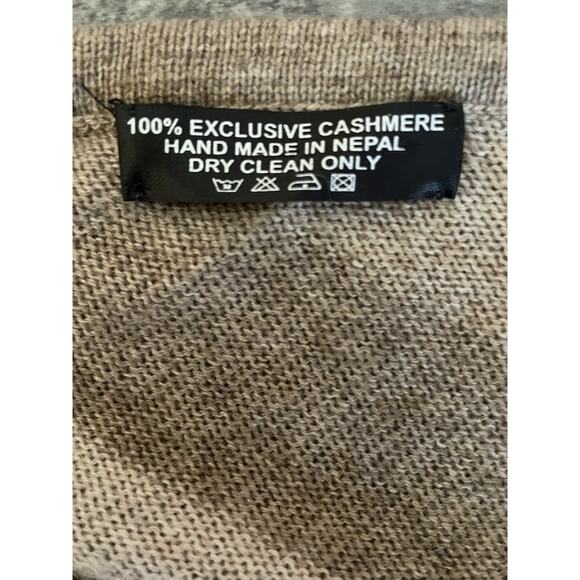 100% EXCLUSIVE CASHMERE
HAND MADE IN NEPAL
DRY CLEAN ONLY